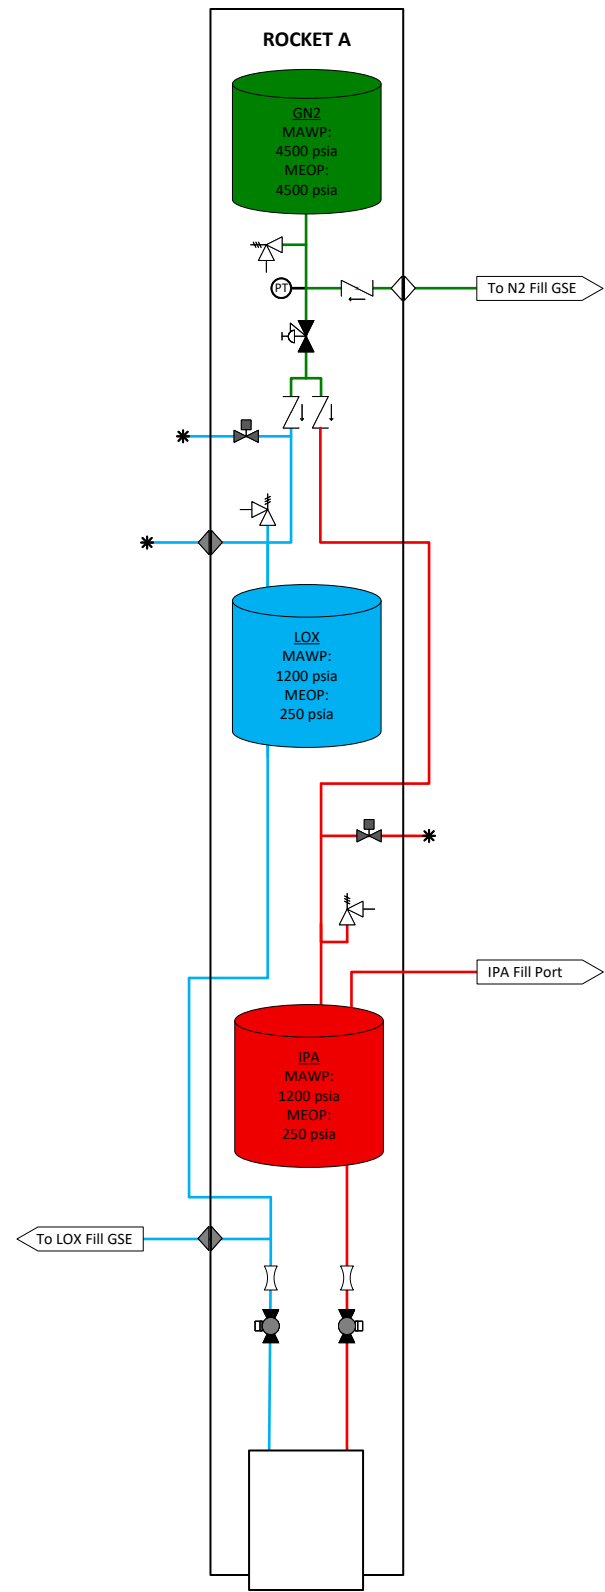 ROCKET A
GN2
MAWP:
4500 psia
MEOP:
4500 psia
PT
To N2 Fill GSE
LOX
MAWP:
1200 psia
MEOP:
250 psia
IPA Fill Port
IPA
MAWP:
1200 psia
MEOP:
250 psia
To LOX Fill GSE